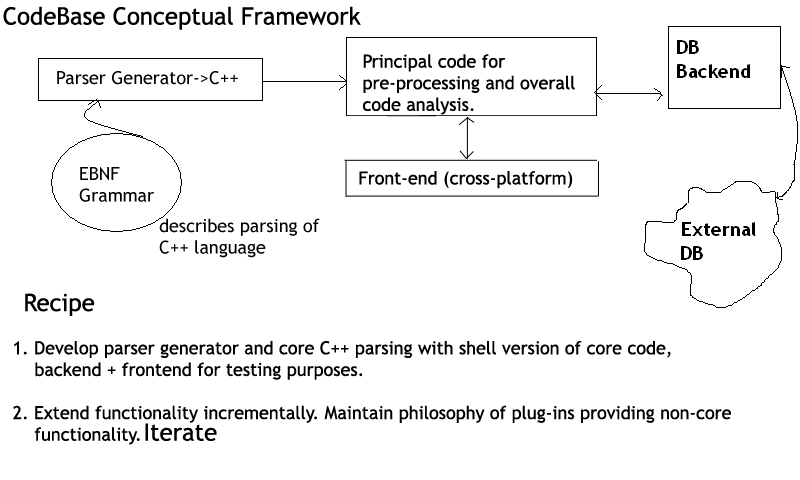 CodeBase Conceptual Framework
Parser Generator->C++
Principal code for
pre-processing and overall
code analysis.
DB
Backend
EBNF
Grammar
Front-end (cross-platform)
describes parsing of
C++ language
External
DB
Recipe
1. Develop parser generator and core C++ parsing with shell version of core code,
backend + frontend for testing purposes.
2. Extend functionality incrementally. Maintain philosophy of plug-ins providing non-core
functionality. Iterate